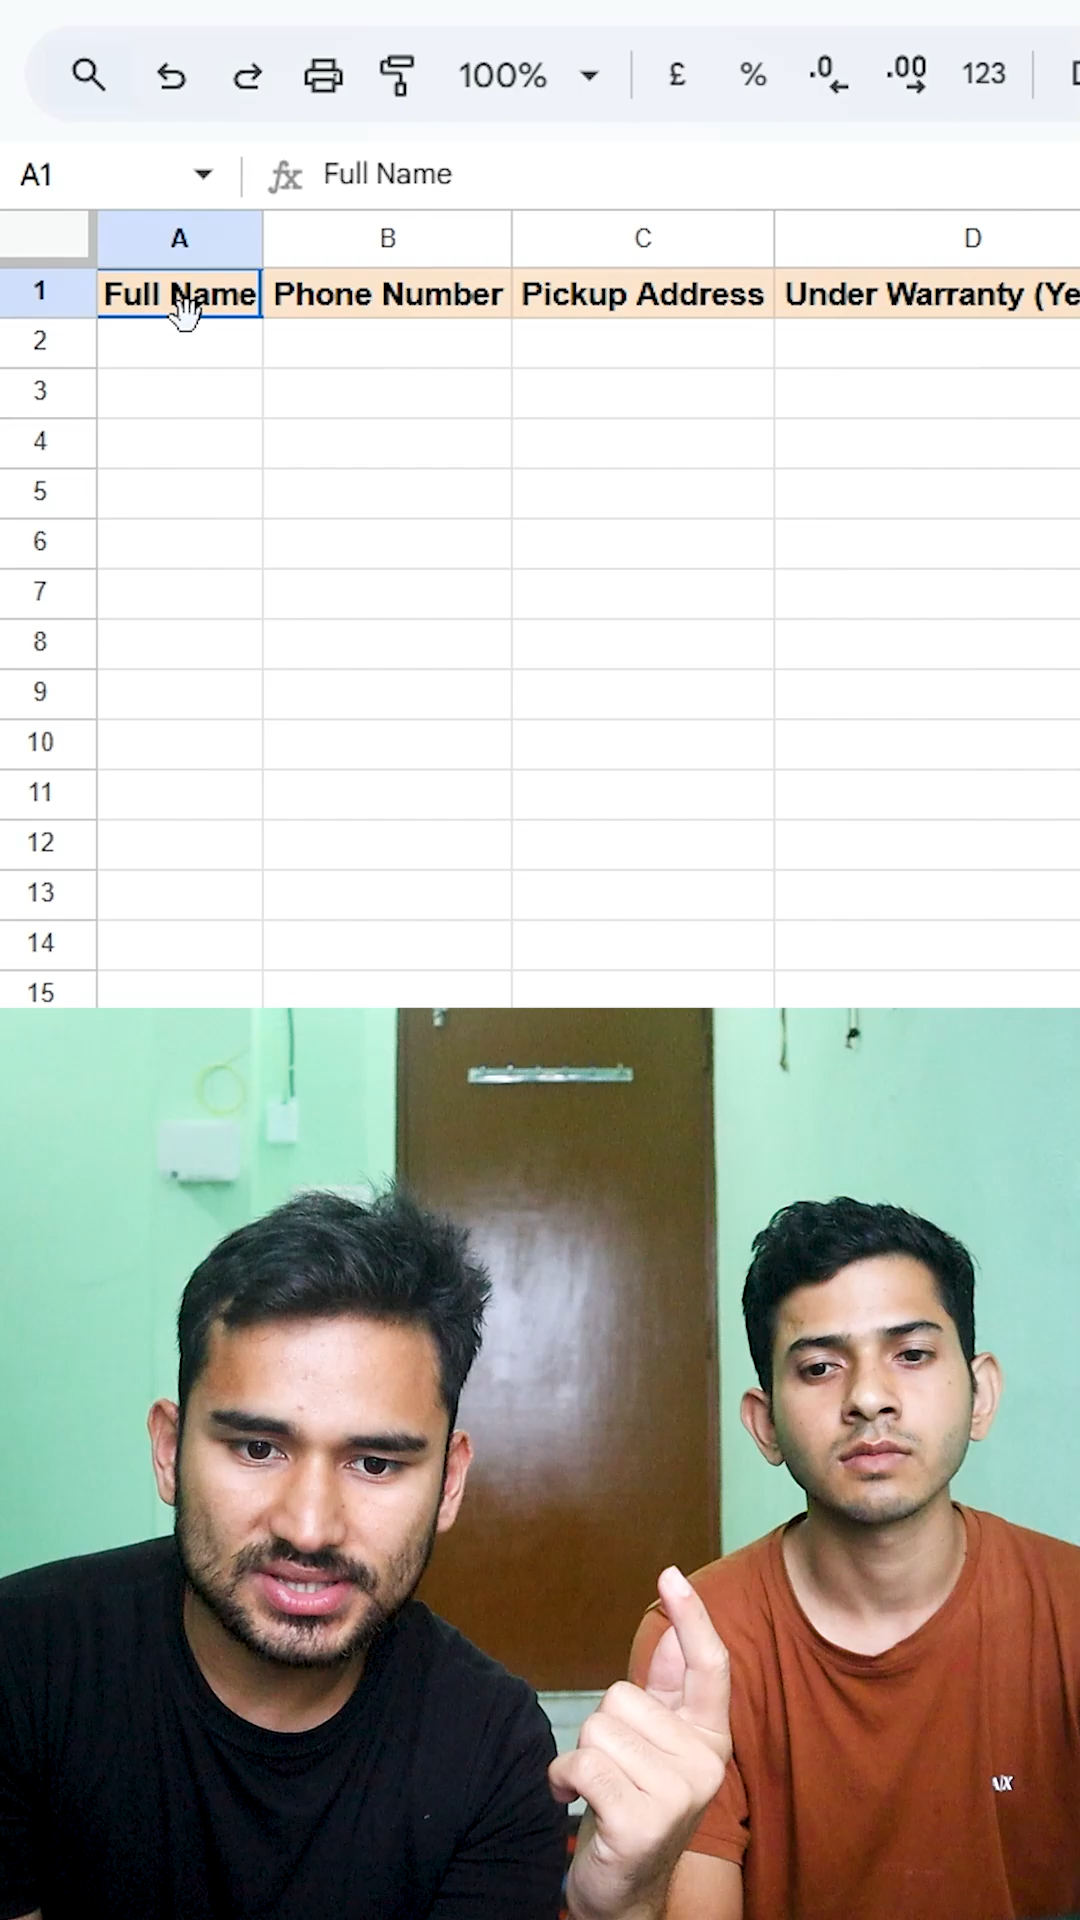 100% £ % .0 .00 123
A1 fx Full Name
A B C D
1 Full Name Phone Number Pickup Address Under Warranty (Ye
2
3
4
5
6
7
8
9
10
11
12
13
14
15
A|X